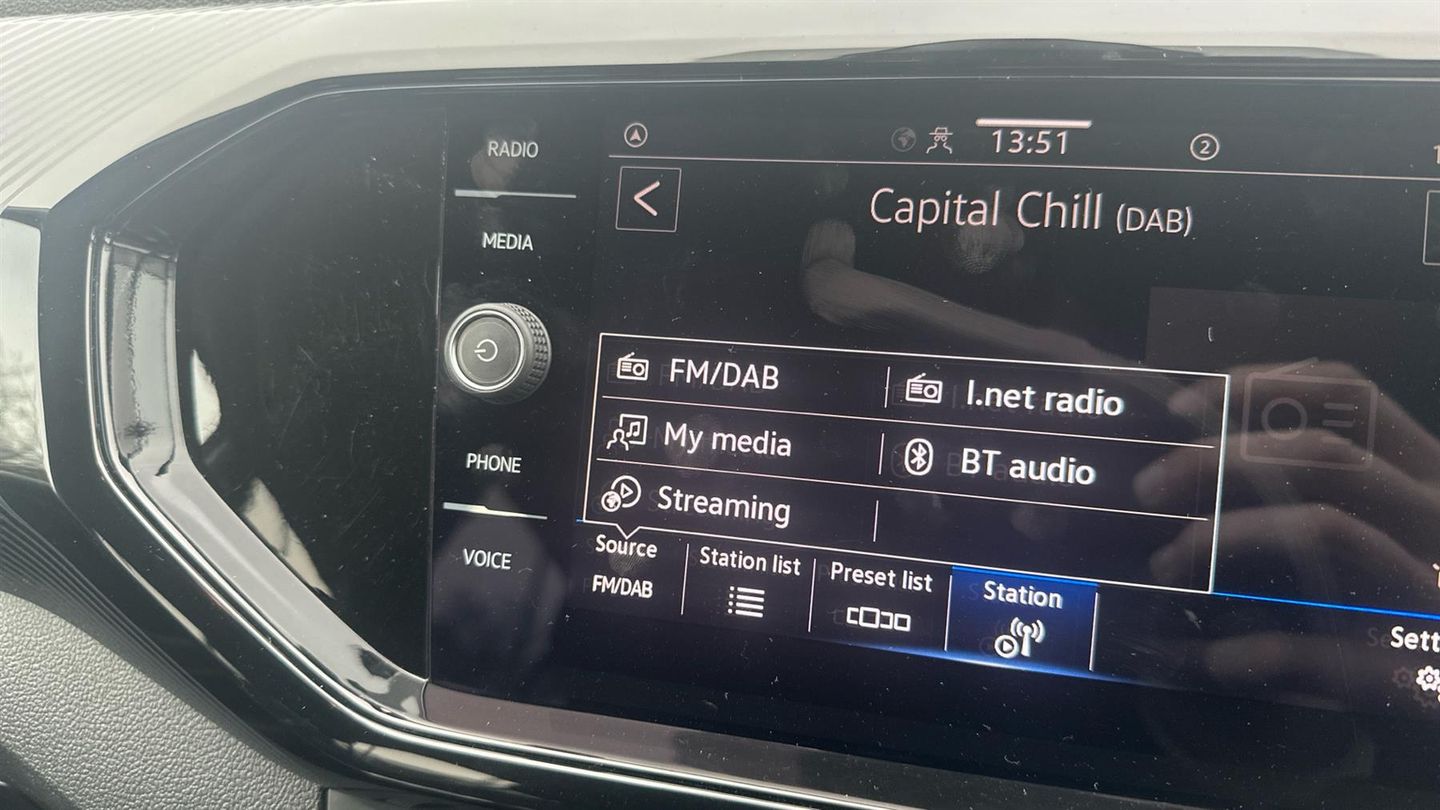 RADIO
MEDIA
PHONE
VOICE
13:51
2
Capital Chill (DAB)
FM/DAB
I.net radio
My media
BT audio
Streaming
Source
FM/DAB
Station list
Preset list
Station
Sett